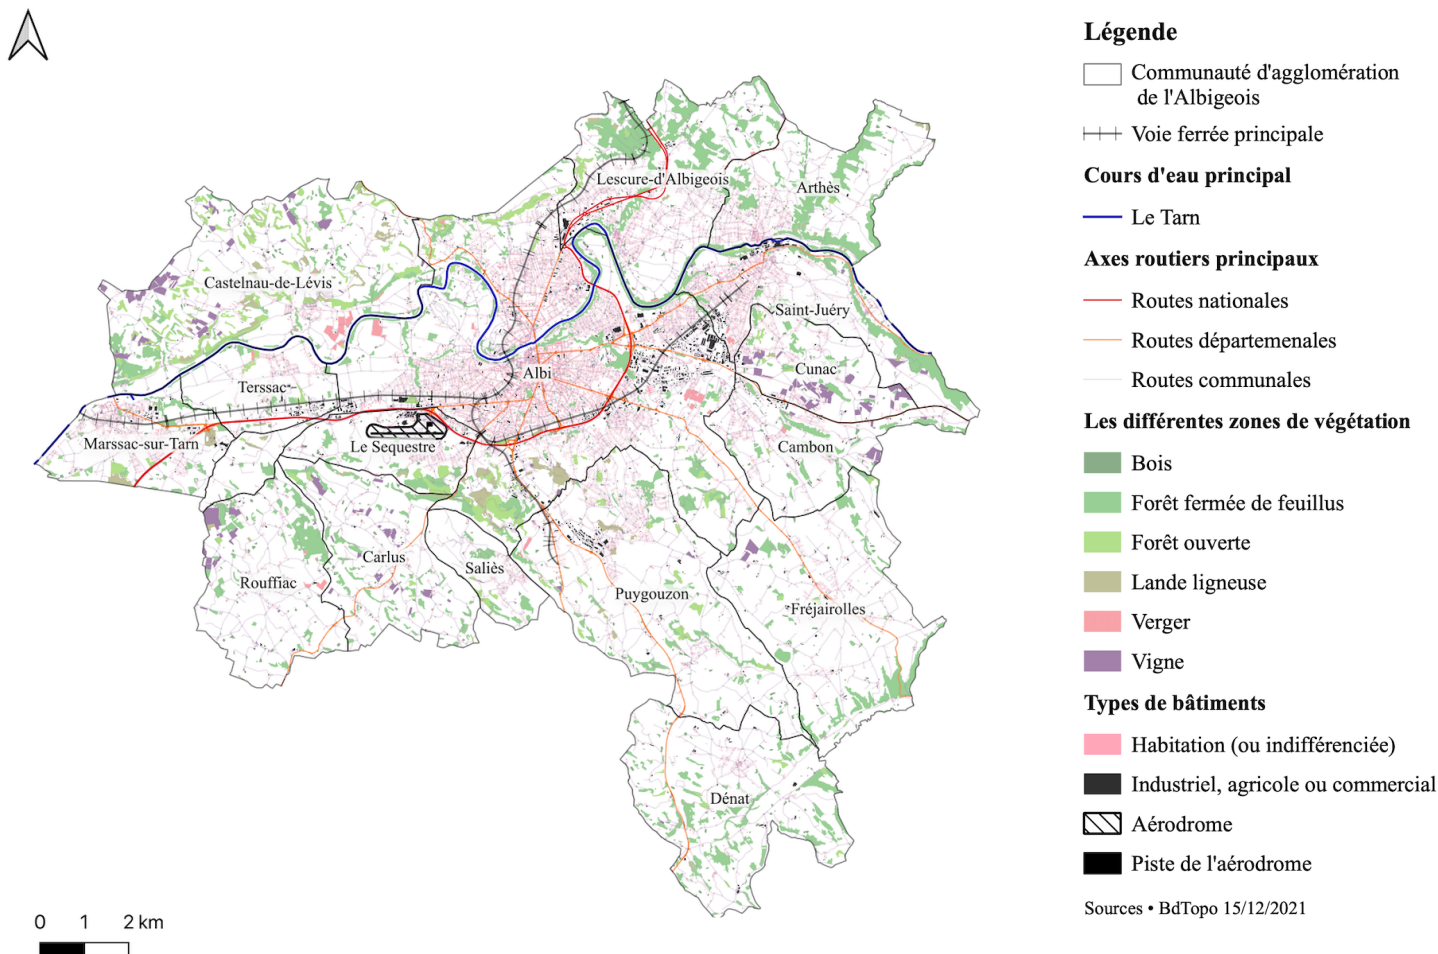 Légende
Communauté d'agglomération
de l'Albigeois
Voie ferrée principale
Cours d'eau principal
Le Tarn
Axes routiers principaux
Routes nationales
Routes départemenales
Routes communales
Les différentes zones de végétation
Bois
Forêt fermée de feuillus
Forêt ouverte
Lande ligneuse
Verger
Vigne
Types de bâtiments
Habitation (ou indifférenciée)
Industriel, agricole ou commercial
Aérodrome
Piste de l'aérodrome
Sources • BdTopo 15/12/2021
Lescure-d'Albigeois
Arthès
Castelnau-de-Lévis
Saint-Juéry
Cunac
Albi
Terssac
Marssac-sur-Tarn
Le Sequestre
Cambon
Carlus
Saliès
Rouffiac
Puygouzon
Fréjairolles
Dénat
0 1 2 km